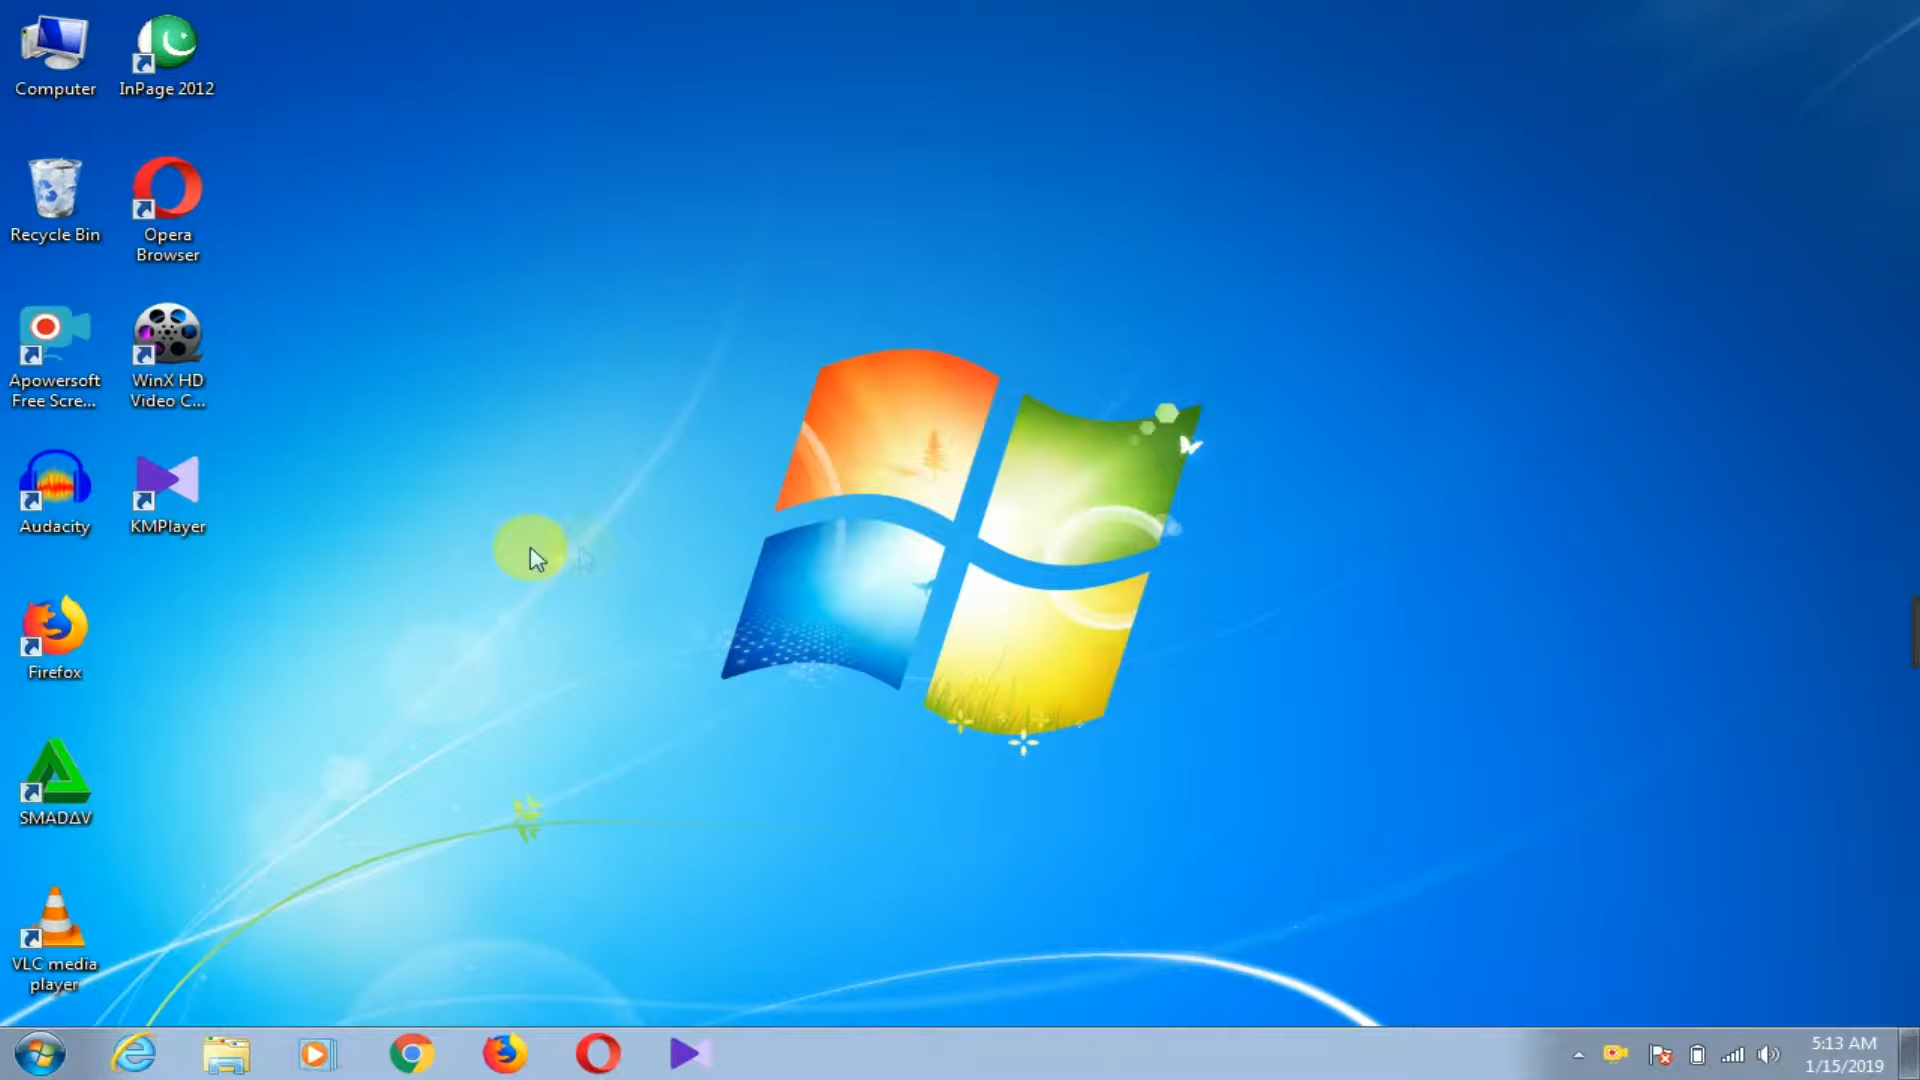 Computer
InPage 2012
Recycle Bin
Opera
Browser
Apowersoft
Free Scre...
WinX HD
Video C...
Audacity
KMPlayer
Firefox
SMADΔV
VLC media
player
5:13 AM
1/15/2019